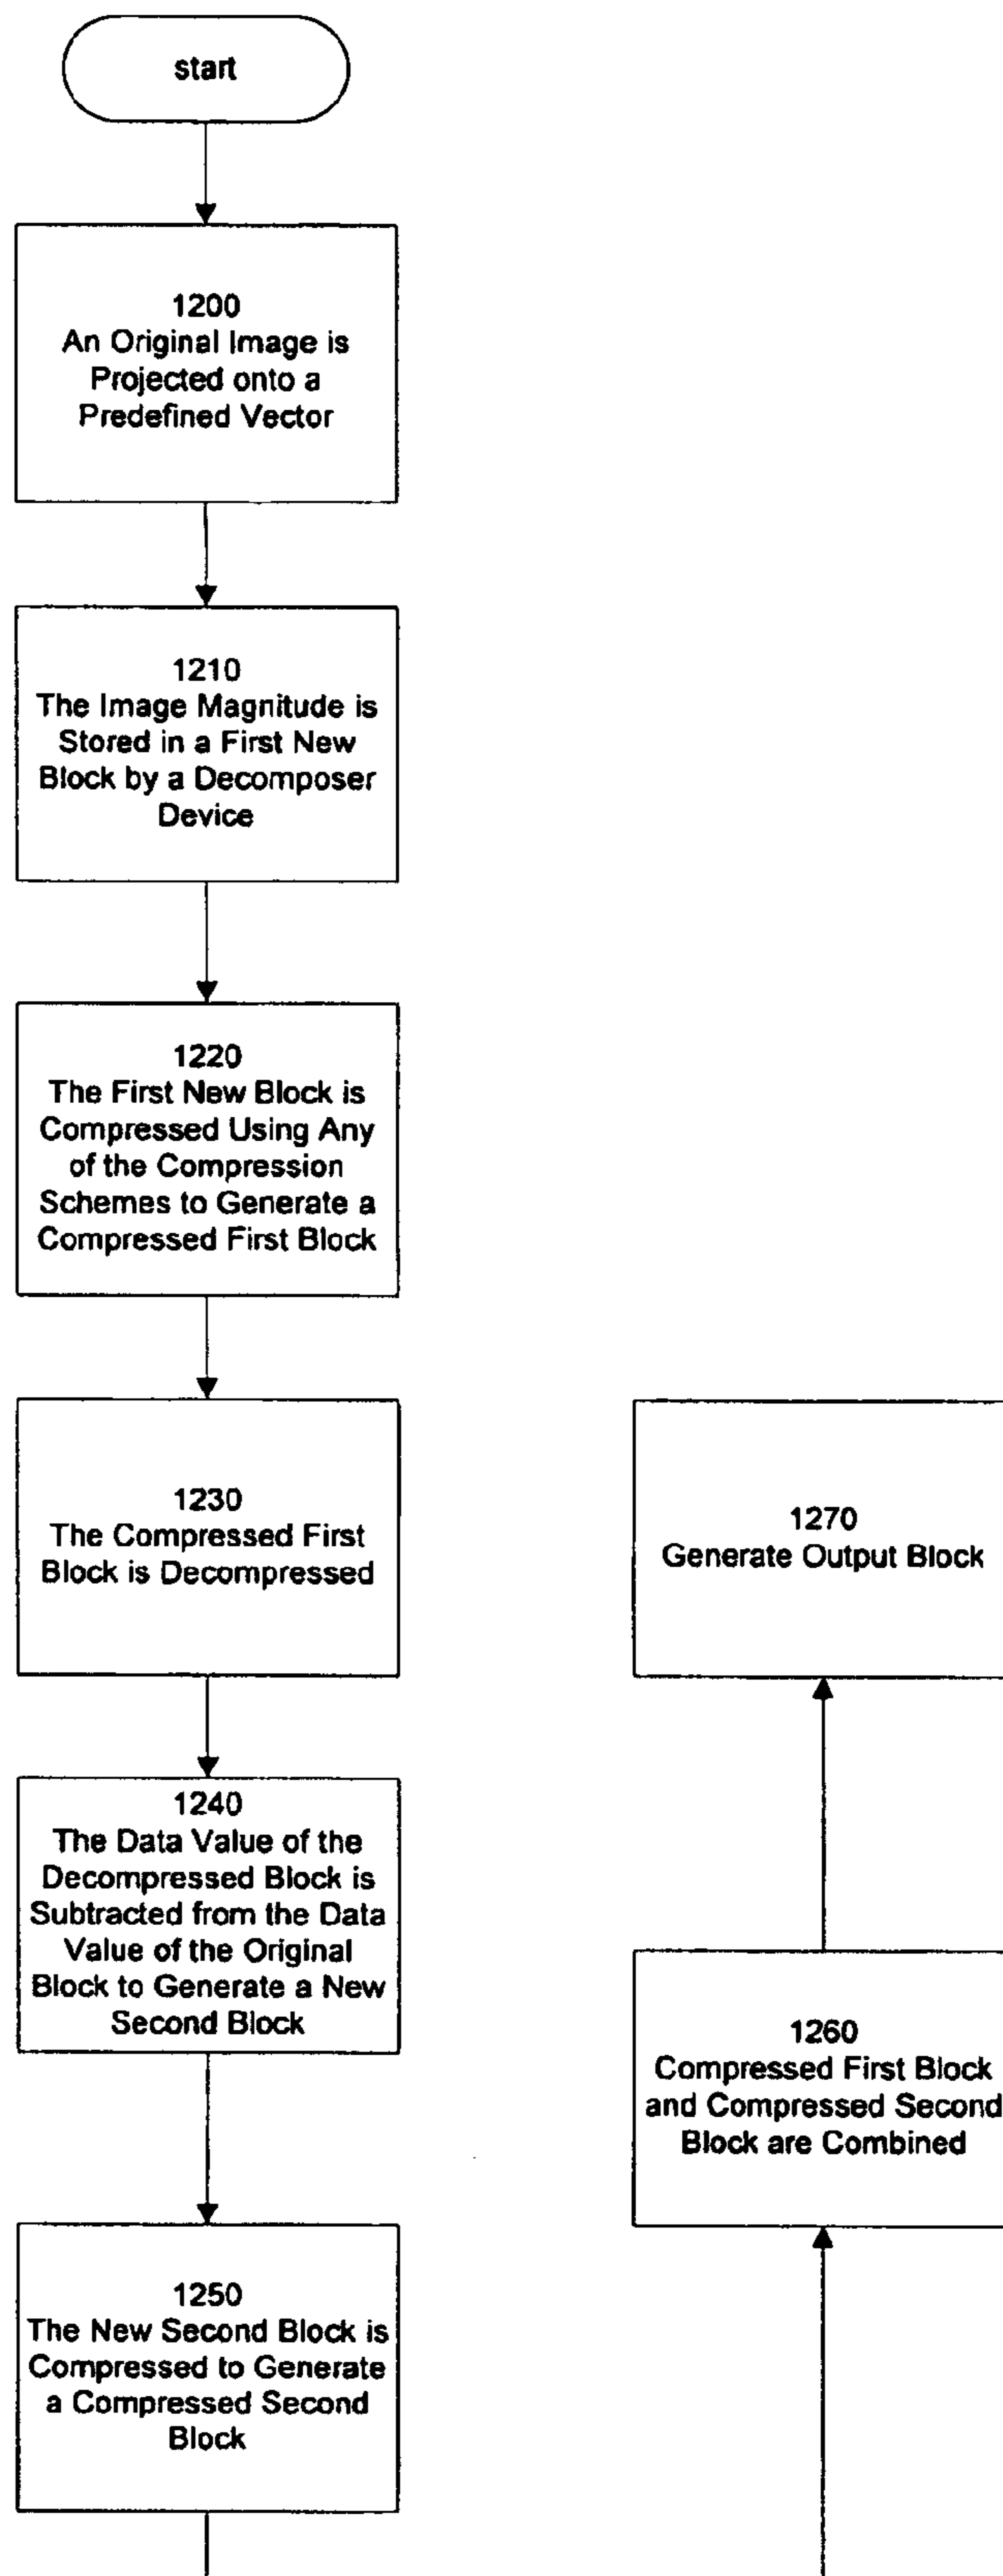 start
1200
An Original Image is
Projected onto a
Predefined Vector
1210
The Image Magnitude is
Stored in a First New
Block by a Decomposer
Device
1220
The First New Block is
Compressed Using Any
of the Compression
Schemes to Generate a
Compressed First Block
1230
The Compressed First
Block is Decompressed
1240
The Data Value of the
Decompressed Block is
Subtracted from the Data
Value of the Original
Block to Generate a New
Second Block
1250
The New Second Block is
Compressed to Generate
a Compressed Second
Block
1260
Compressed First Block
and Compressed Second
Block are Combined
1270
Generate Output Block